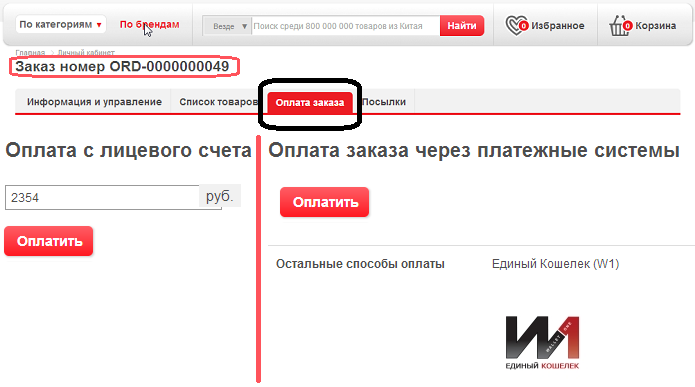 По категориям ▼
По брендам
Везде ▼
Поиск среди 800 000 000 товаров из Китая
Найти
0 Избранное
0 Корзина
Главная Личный кабинет
Заказ номер ORD-0000000049
Информация и управление
Список товаров
Оплата заказа
Посылки
Оплата с лицевого счета
2354 руб.
Оплатить
Оплата заказа через платежные системы
Оплатить
Остальные способы оплаты
Единый Кошелек (W1)
WALLET ONE
ЕДИНЫЙ КОШЕЛЕК